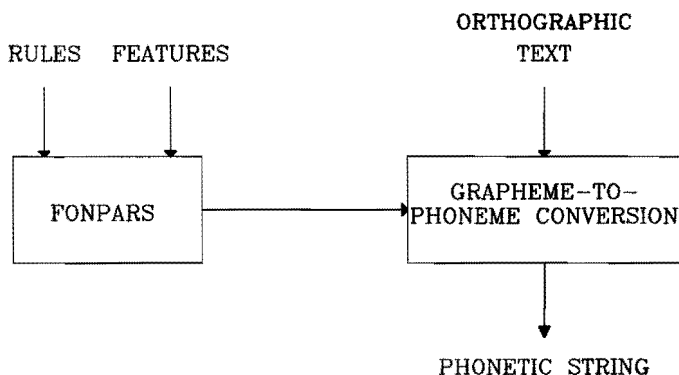 ORTHOGRAPHIC
RULES FEATURES TEXT
FONPARS
GRAPHEME-TO-
PHONEME CONVERSION
PHONETIC STRING